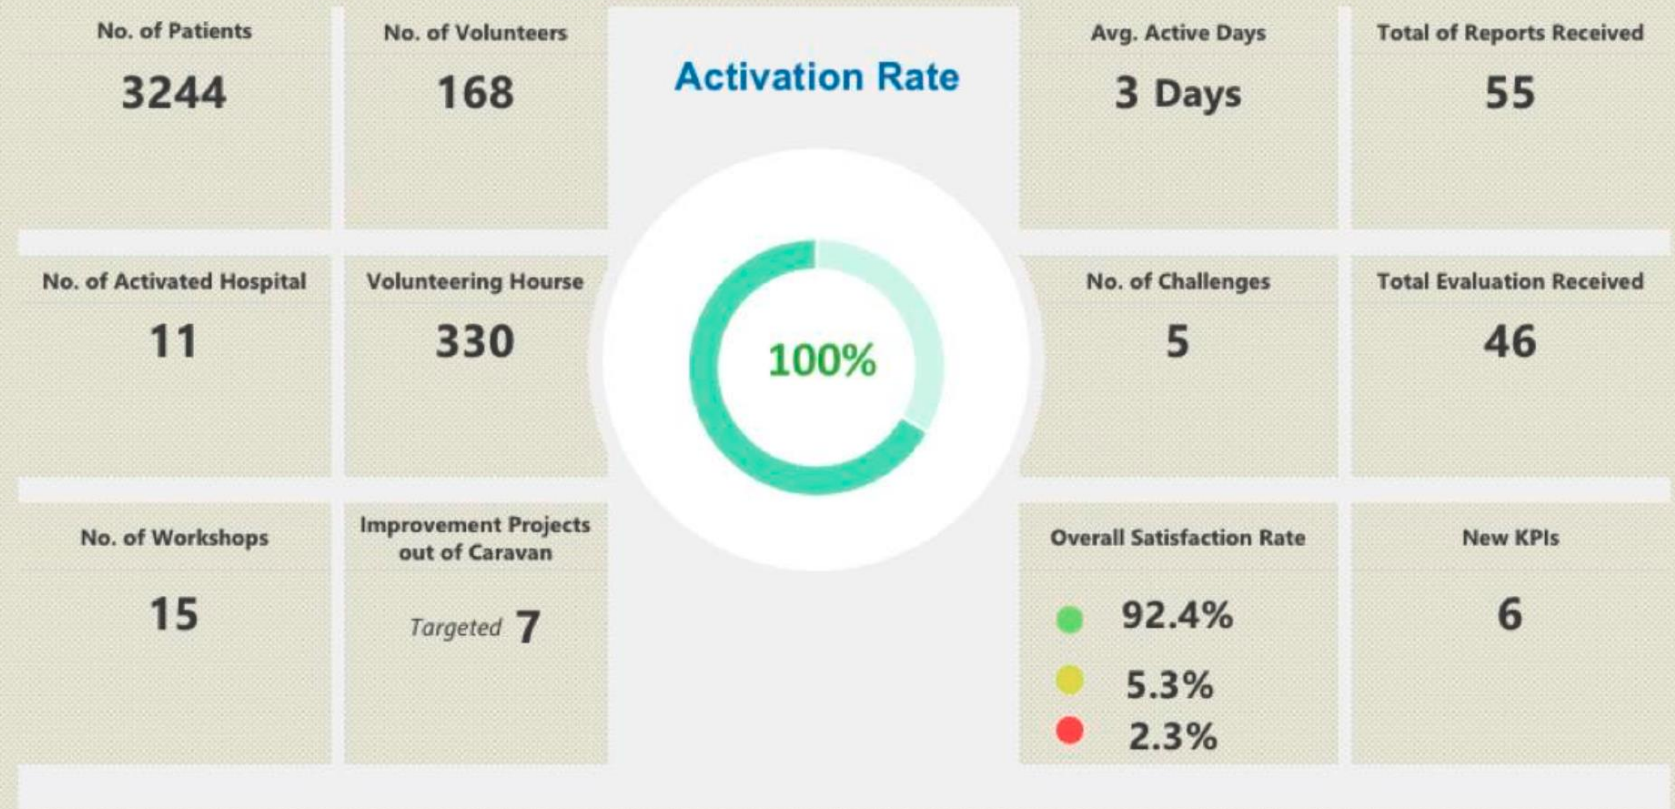 No. of Patients
3244
No. of Volunteers
168
Activation Rate
Avg. Active Days
3 Days
Total of Reports Received
55
No. of Activated Hospital
11
Volunteering Hourse
330
100%
No. of Challenges
5
Total Evaluation Received
46
No. of Workshops
15
Improvement Projects
out of Caravan
Targeted 7
Overall Satisfaction Rate
92.4%
5.3%
2.3%
New KPIs
6